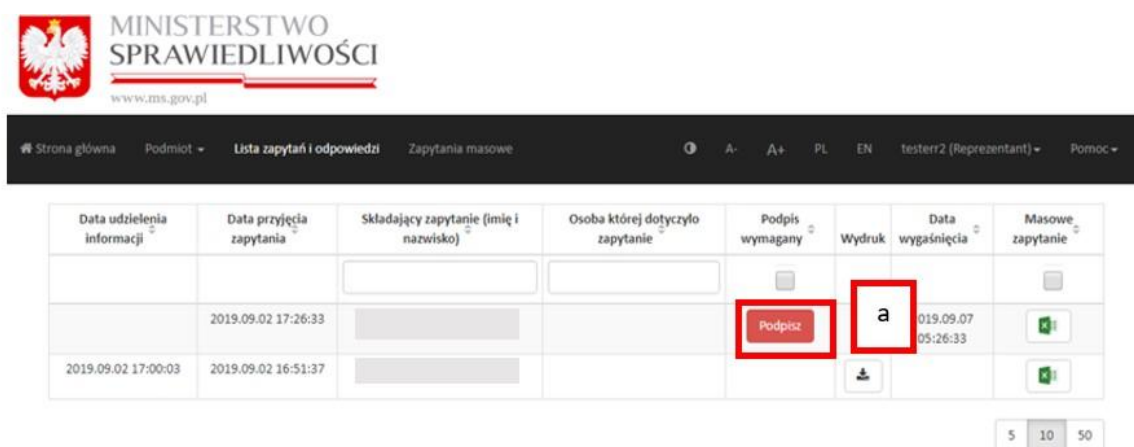 MINISTERSTWO
SPRAWIEDLIWOŚCI
www.ms.gov.pl
Strona główna Podmiot Lista zapytań i odpowiedzi Zapytania masowe A- A+ PL EN testerr2 (Reprezentant) Pomoc
Data udzielenia informacji Data przyjęcia zapytania Składający zapytanie (imię i nazwisko) Osoba której dotyczyło zapytanie Podpis wymagany Wydruk Data wygaśnięcia Masowe zapytanie
2019.09.02 17:26:33 Podpisz a 019.09.07
05:26:33
2019.09.02 17:00:03 2019.09.02 16:51:37
5 10 50